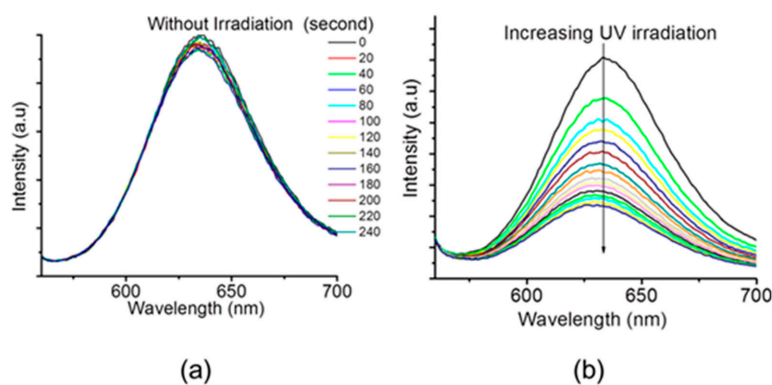 Without Irradiation (second)
0
20
40
60
80
100
120
140
160
180
200
220
240
Intensity (a.u)
600
650
700
Wavelength (nm)
(a)
Increasing UV irradiation
Intensity (a.u)
600
650
700
Wavelength (nm)
(b)